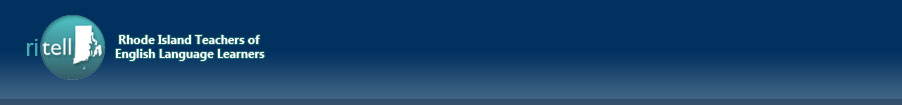 ritell
Rhode Island Teachers of
English Language Learners